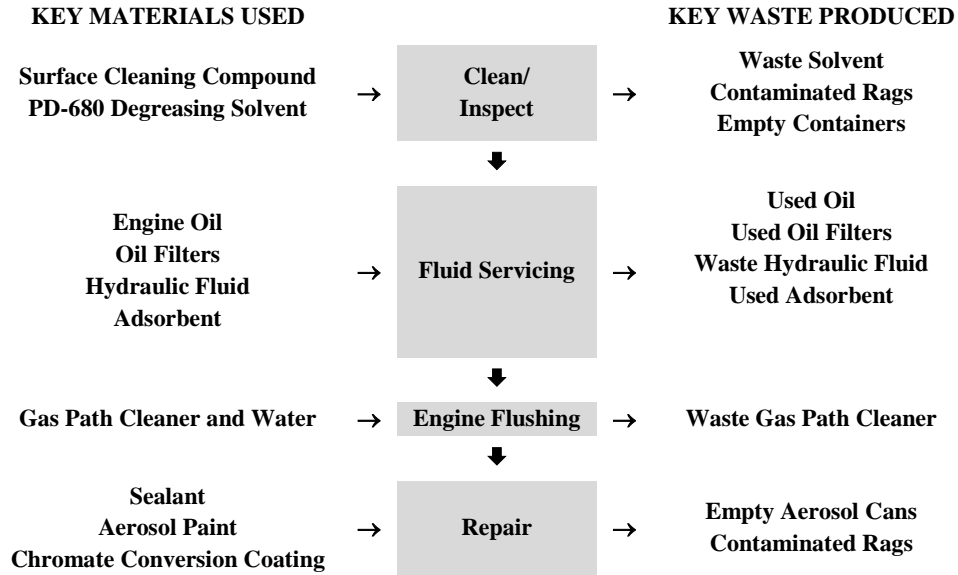 KEY MATERIALS USED
KEY WASTE PRODUCED
Surface Cleaning Compound
PD-680 Degreasing Solvent
→
Clean/
Inspect
→
Waste Solvent
Contaminated Rags
Empty Containers
Engine Oil
Oil Filters
Hydraulic Fluid
Adsorbent
→
Fluid Servicing
→
Used Oil
Used Oil Filters
Waste Hydraulic Fluid
Used Adsorbent
Gas Path Cleaner and Water
→
Engine Flushing
→
Waste Gas Path Cleaner
Sealant
Aerosol Paint
Chromate Conversion Coating
→
Repair
→
Empty Aerosol Cans
Contaminated Rags